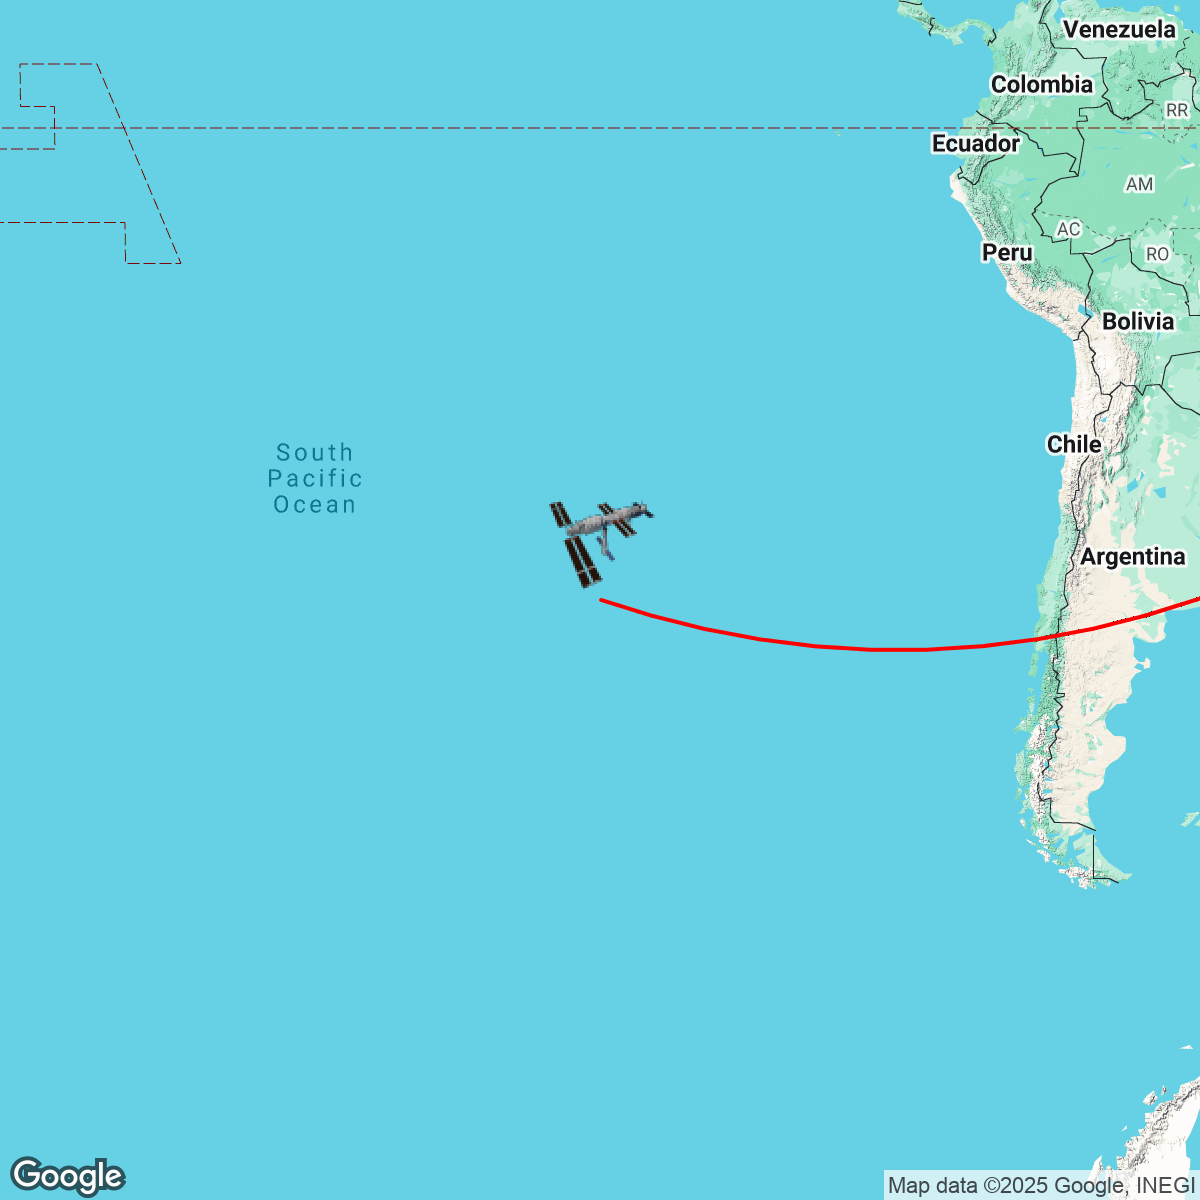 Venezuela
Colombia
RR
Ecuador
AM
AC
Peru
RO
Bolivia
Chile
South
Pacific
Ocean
Argentina
Google
Map data ©2025 Google, INEGI